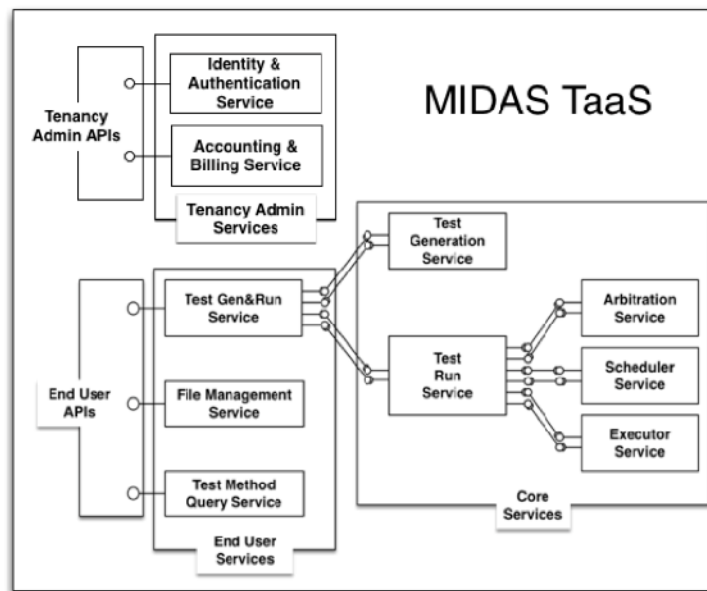 MIDAS TaaS
Identity &
Authentication
Service
Tenancy
Admin APIs
Accounting &
Billing Service
Tenancy Admin
Services
Test
Generation
Service
Test Gen&Run
Service
Arbitration
Service
Test
Run
Service
Scheduler
Service
End User
APIs
File Management
Service
Executor
Service
Test Method
Query Service
Core
Services
End User
Services